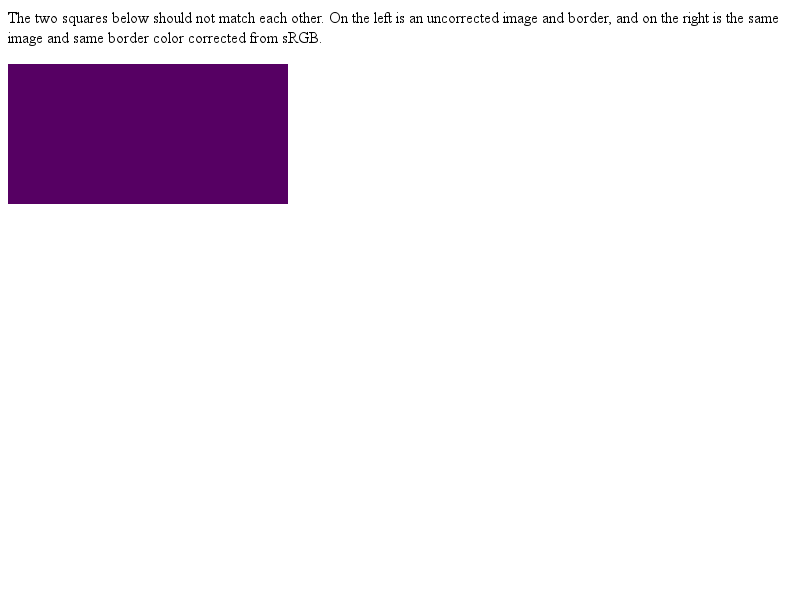 The two squares below should not match each other. On the left is an uncorrected image and border, and on the right is the same
image and same border color corrected from sRGB.